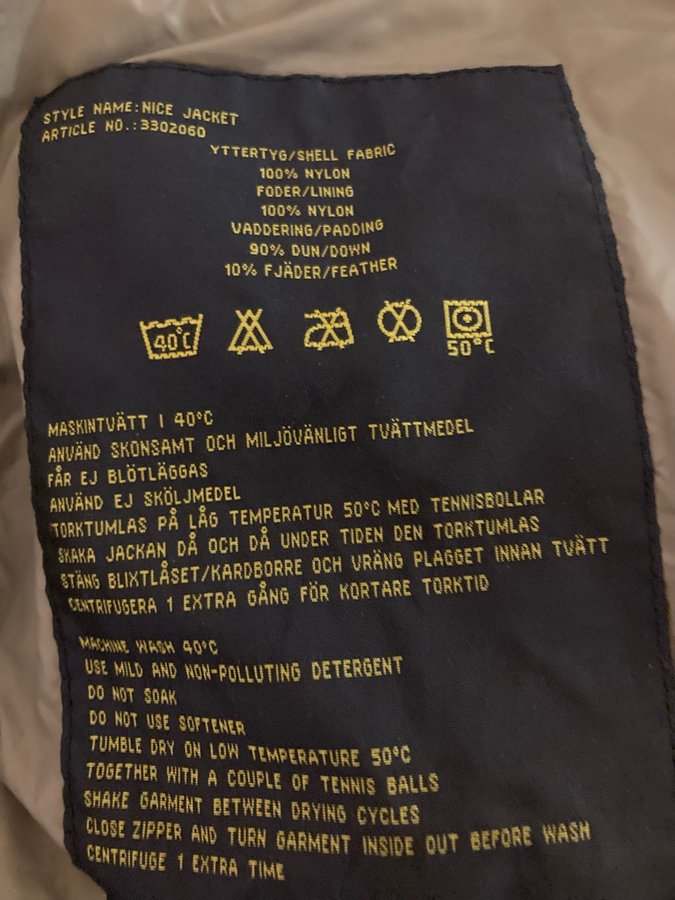 STYLE NAME:NICE JACKET
ARTICLE NO.:3302060
YTTERTYG/SHELL FABRIC
100% NYLON
FODER/LINING
100% NYLON
VADDERING/PADDING
90% DUN/DOWN
10% FJÄDER/FEATHER
40°C
50°C
MASKINTVÄTT I 40°C
ANVÄND SKONSAMT OCH MILJÖVÄNLIGT TVÄTTMEDEL
FÅR EJ BLÖTLÄGGAS
ANVÄND EJ SKÖLJMEDEL
TORKTUMLAS PÅ LÅG TEMPERATUR 50°C MED TENNISBOLLAR
SKAKA JACKAN DÅ OCH DÅ UNDER TIDEN DEN TORKTUMLAS
STÄNG BLIXTLÅSET/KARDBORRE OCH VRÄNG PLAGGET INNAN TVÄTT
CENTRIFUGERA 1 EXTRA GÅNG FÖR KORTARE TORKTID
MACHINE WASH 40°C
USE MILD AND NON-POLLUTING DETERGENT
DO NOT SOAK
DO NOT USE SOFTENER
TUMBLE DRY ON LOW TEMPERATURE 50°C
TOGETHER WITH A COUPLE OF TENNIS BALLS
SHAKE GARMENT BETWEEN DRYING CYCLES
CLOSE ZIPPER AND TURN GARMENT INSIDE OUT BEFORE WASH
CENTRIFUGE 1 EXTRA TIME